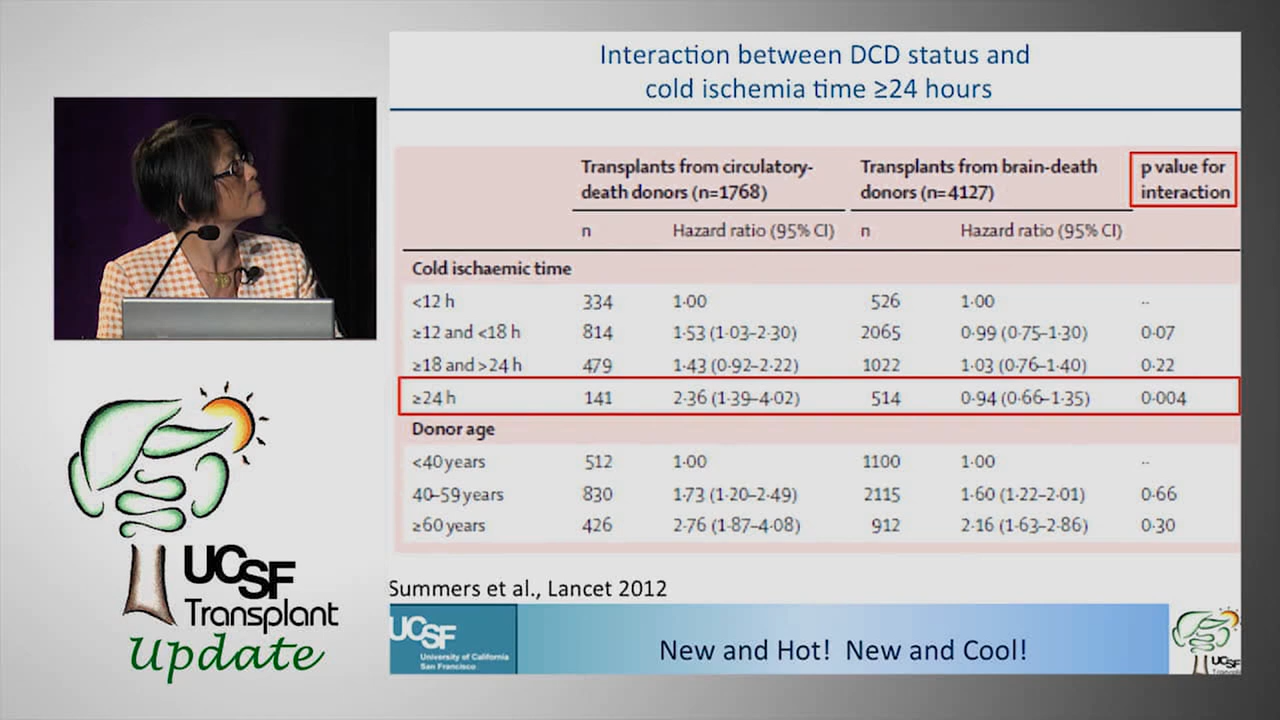 Interaction between DCD status and
cold ischemia time ≥24 hours
Transplants from circulatory-
death donors (n=1768)
Transplants from brain-death
donors (n=4127)
p value for
interaction
n Hazard ratio (95% CI) n Hazard ratio (95% CI)
Cold ischaemic time
<12 h 334 1·00 526 1·00 ··
≥12 and <18 h 814 1·53 (1·03–2·30) 2065 0·99 (0·75–1·30) 0·07
≥18 and >24 h 479 1·43 (0·92–2·22) 1022 1·03 (0·76–1·40) 0·22
≥24 h 141 2·36 (1·39–4·02) 514 0·94 (0·66–1·35) 0·004
Donor age
<40 years 512 1·00 1100 1·00 ··
40–59 years 830 1·73 (1·20–2·49) 2115 1·60 (1·22–2·01) 0·66
≥60 years 426 2·76 (1·87–4·08) 912 2·16 (1·63–2·86) 0·30
Summers et al., Lancet 2012
UCSF
University of California
San Francisco
New and Hot! New and Cool!
UCSF
UCSF
Transplant
Update